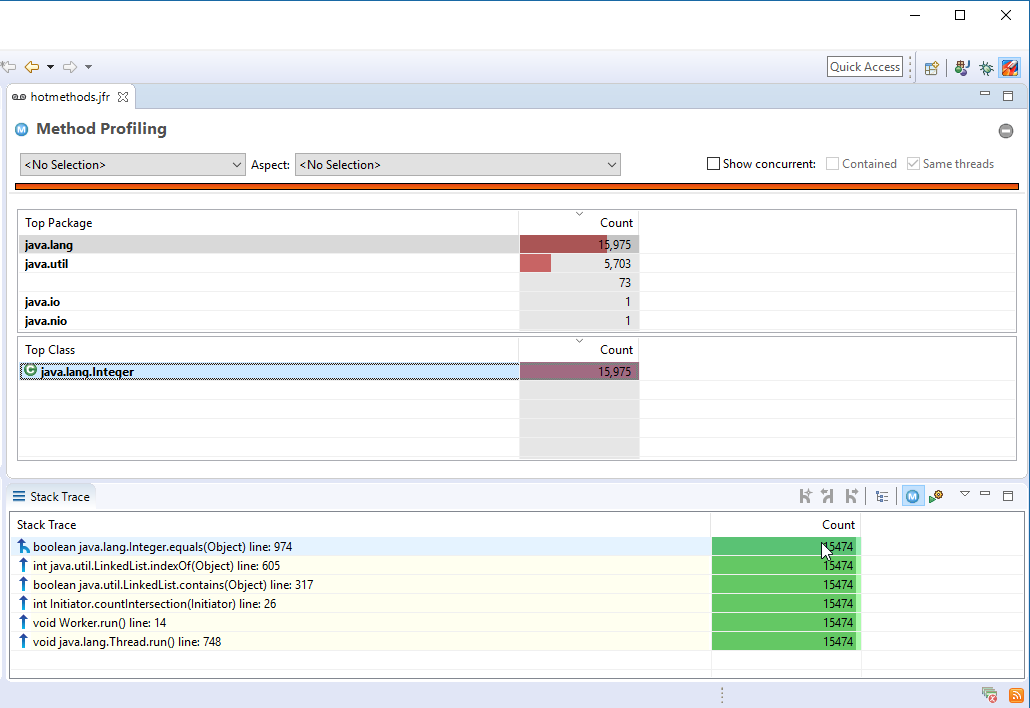 Quick Access
hotmethods.jfr
Method Profiling
<No Selection> Aspect: <No Selection> Show concurrent: Contained Same threads
Top Package Count
java.lang 15,975
java.util 5,703
73
java.io 1
java.nio 1
Top Class Count
java.lang.Integer 15,975
Stack Trace
Stack Trace Count
boolean java.lang.Integer.equals(Object) line: 974 15474
int java.util.LinkedList.indexOf(Object) line: 605 15474
boolean java.util.LinkedList.contains(Object) line: 317 15474
int Initiator.countIntersection(Initiator) line: 26 15474
void Worker.run() line: 14 15474
void java.lang.Thread.run() line: 748 15474